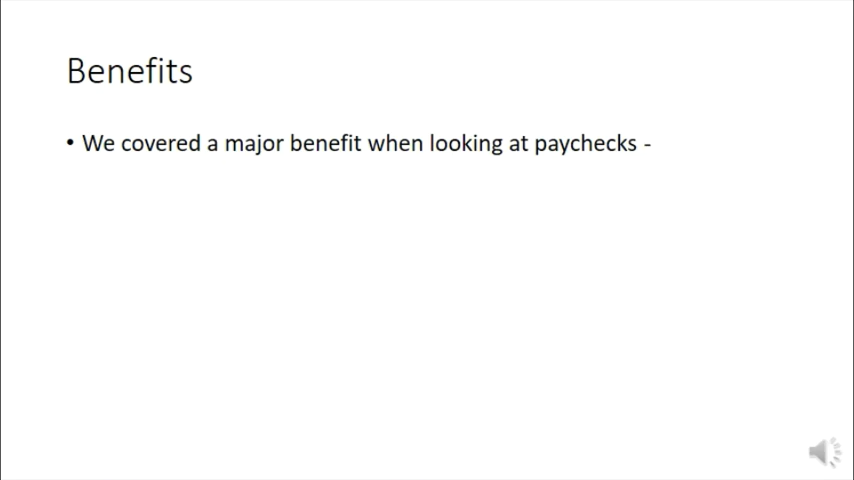 Benefits
• We covered a major benefit when looking at paychecks -